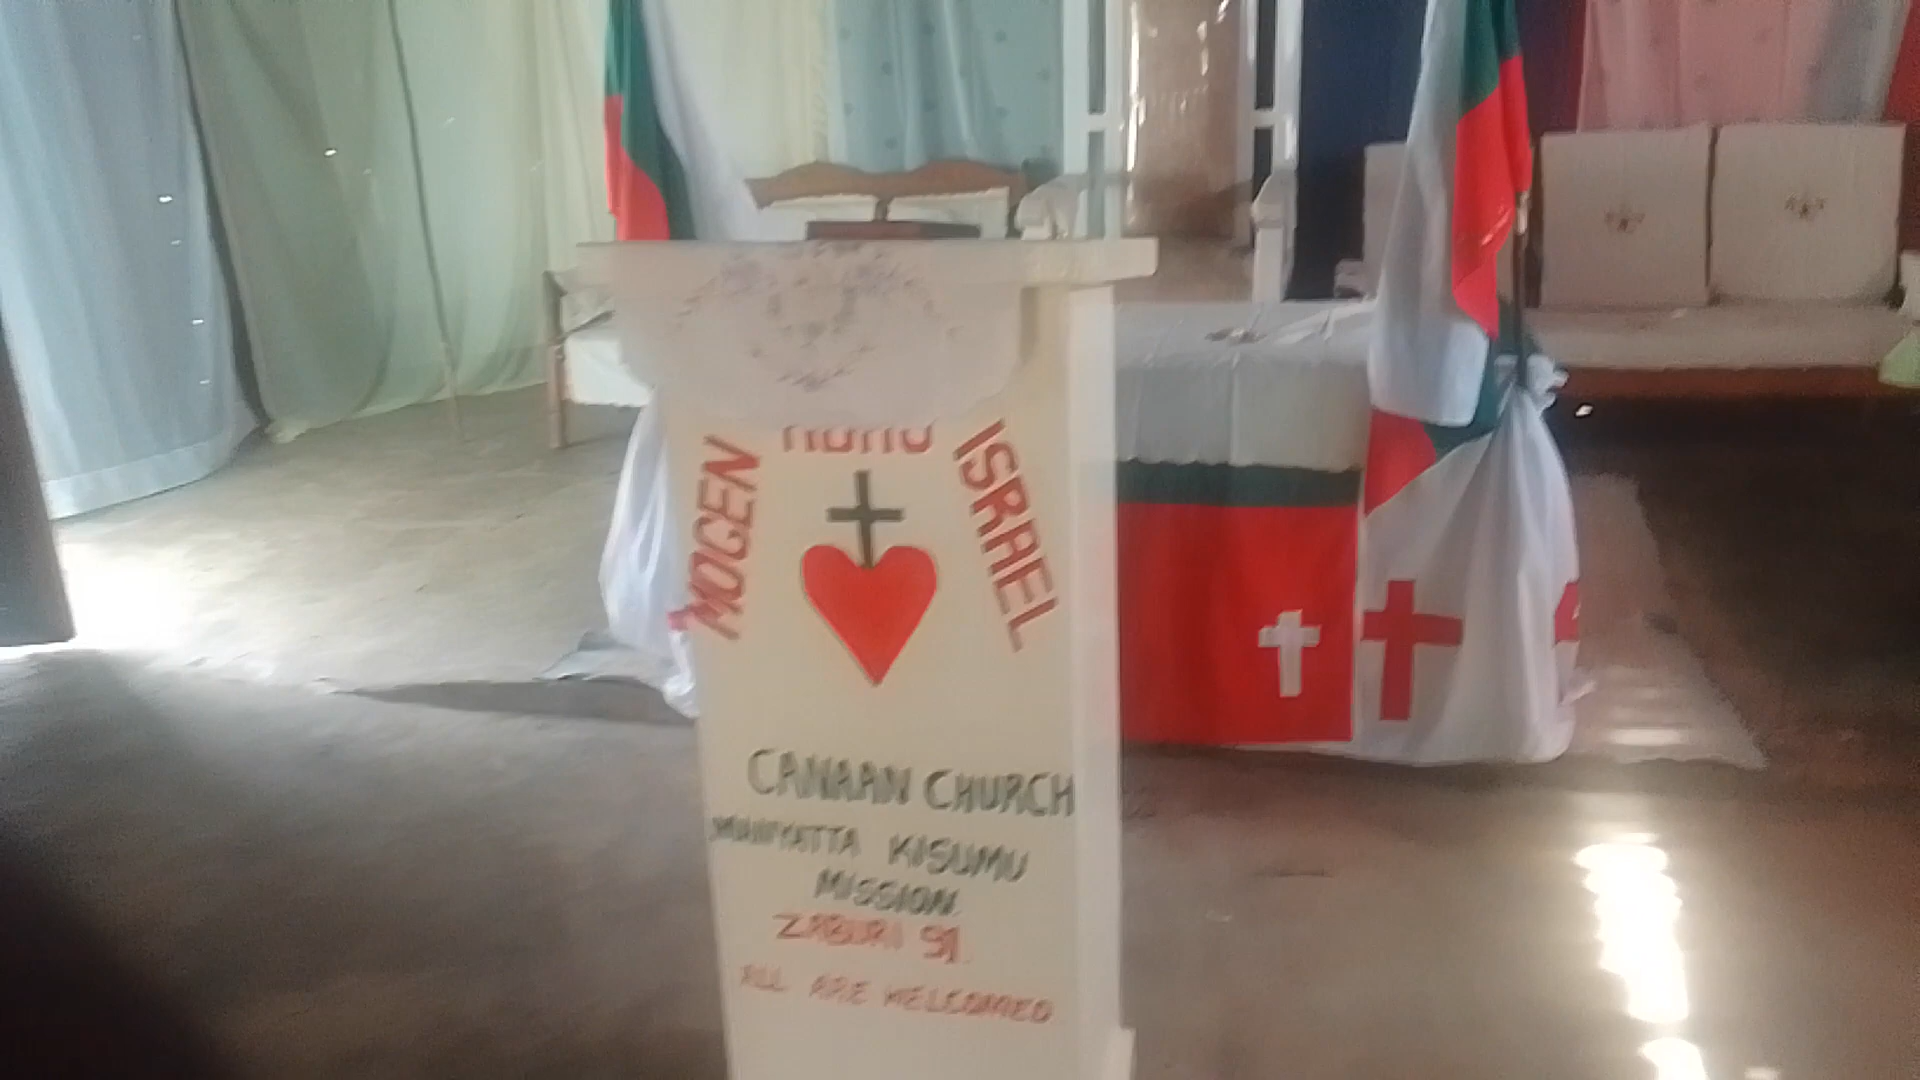 MOGEN
ISRAEL
CANAAN CHURCH
KISUMU
MISSION
ZABURI 91
ALL ARE WELCOMED